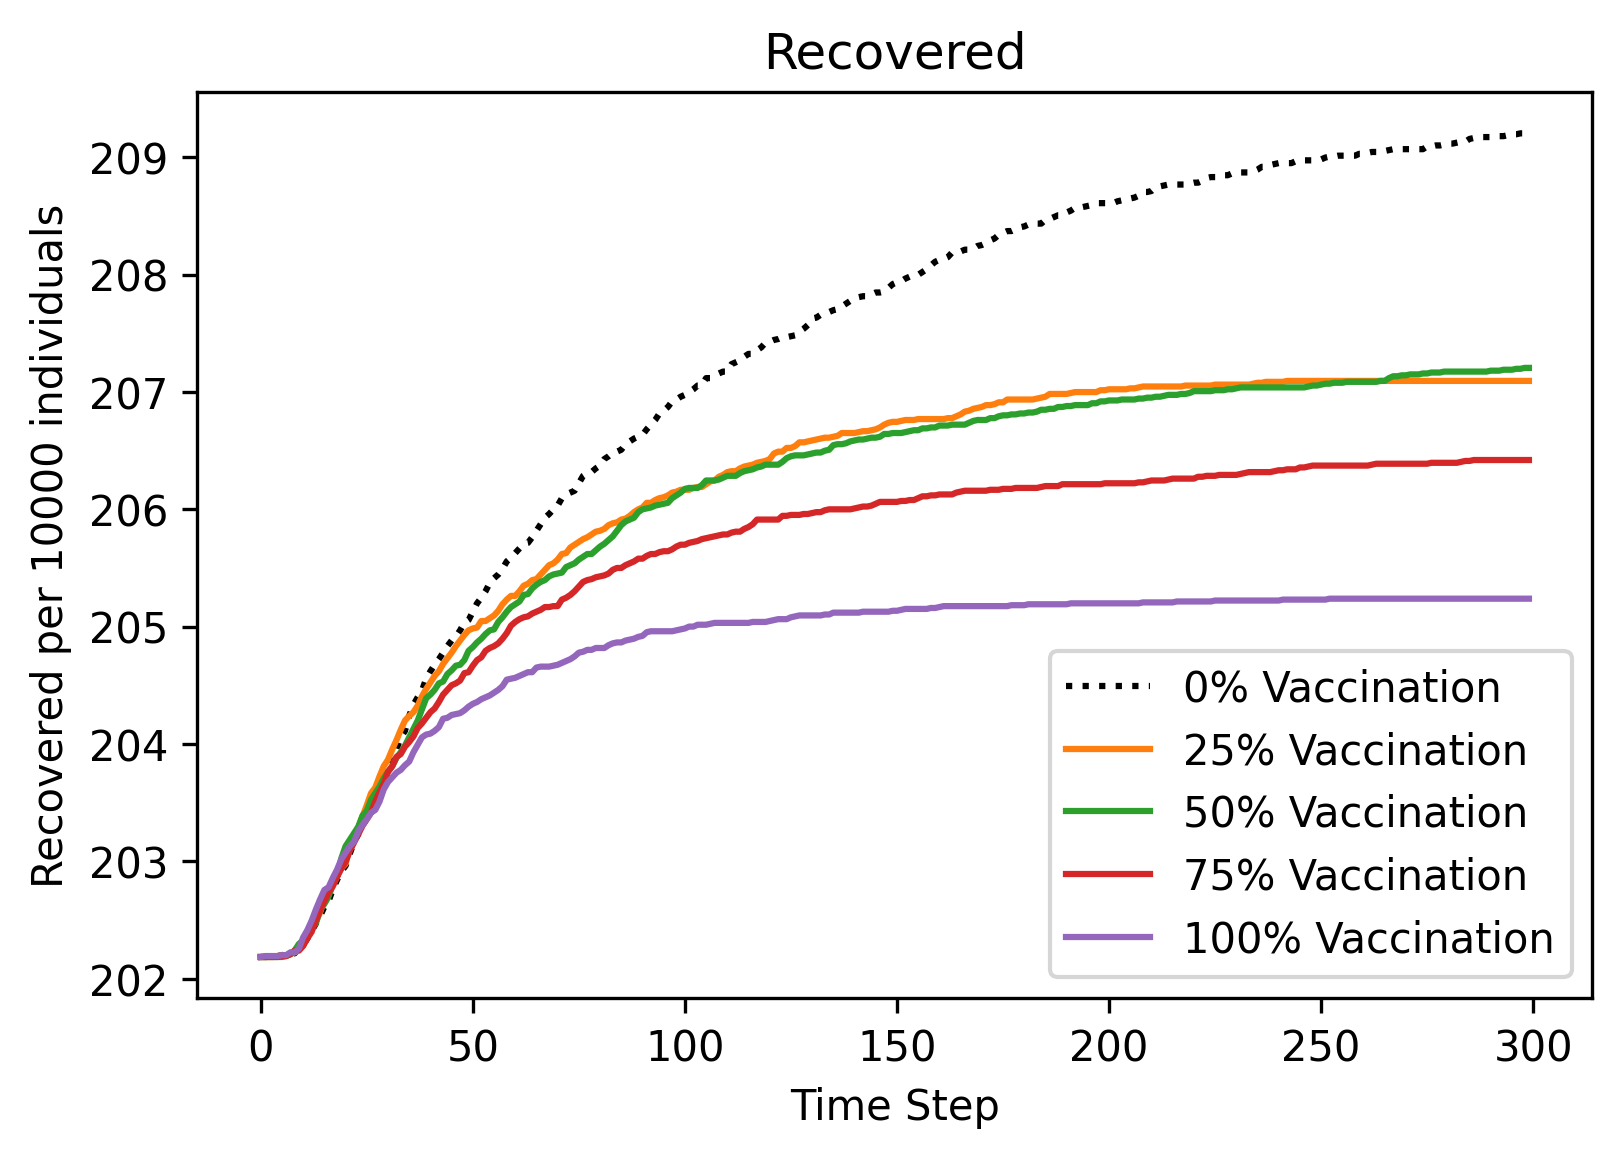 Recovered
Recovered per 10000 individuals
209
208
207
206
205
204
203
202
0 50 100 150 200 250 300
Time Step
0% Vaccination
25% Vaccination
50% Vaccination
75% Vaccination
100% Vaccination